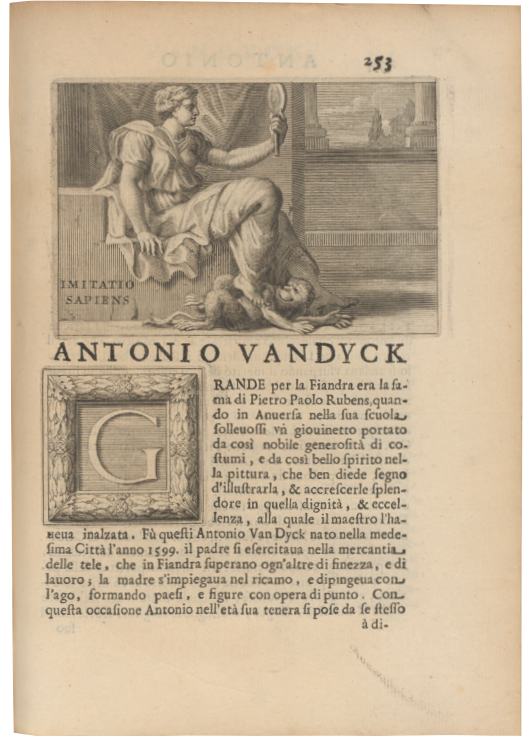 253
IMITATIO
SAPIENS
ANTONIO VANDYCK
GRANDE per la Fiandra era la fa-
ma di Pietro Paolo Rubens, quan-
do in Anuersa nella sua scuola
solleuossi vn giouinetto portato
da così nobile generosità di co-
stumi, e da così bello spirito nel-
la pittura, che ben diede segno
d'illustrarla, & accrescerle splen-
dore in quella dignità, & eccel-
lenza, alla quale il maestro l'ha-
ueua inalzata. Fù questi Antonio Van Dyck nato nella mede-
sima Città l'anno 1599. il padre si esercitaua nella mercantia
delle tele, che in Fiandra superano ogn'altre di finezza, e di
lauoro; la madre s'impiegaua nel ricamo, e dipingeua con
l'ago, formando paesi, e figure con opera di punto. Con
questa occasione Antonio nell'età sua tenera si pose da se stesso
à di-